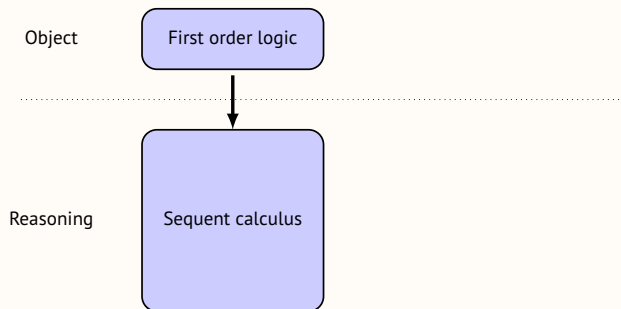 Object
First order logic
Reasoning
Sequent calculus